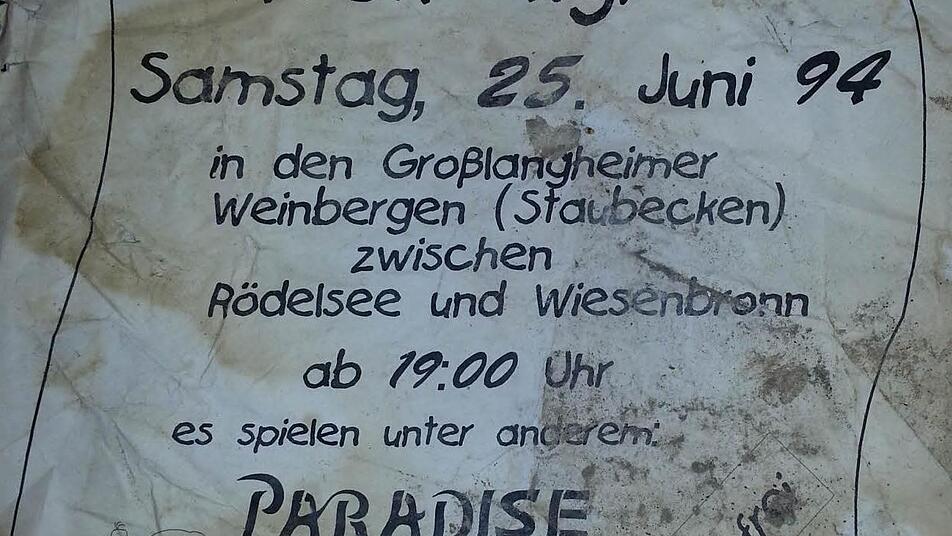 Samstag, 25. Juni 94
in den Großlangheimer
Weinbergen (Staubecken)
zwischen
Rödelsee und Wiesenbronn
ab 19:00 Uhr
es spielen unter anderem:
PARADISE